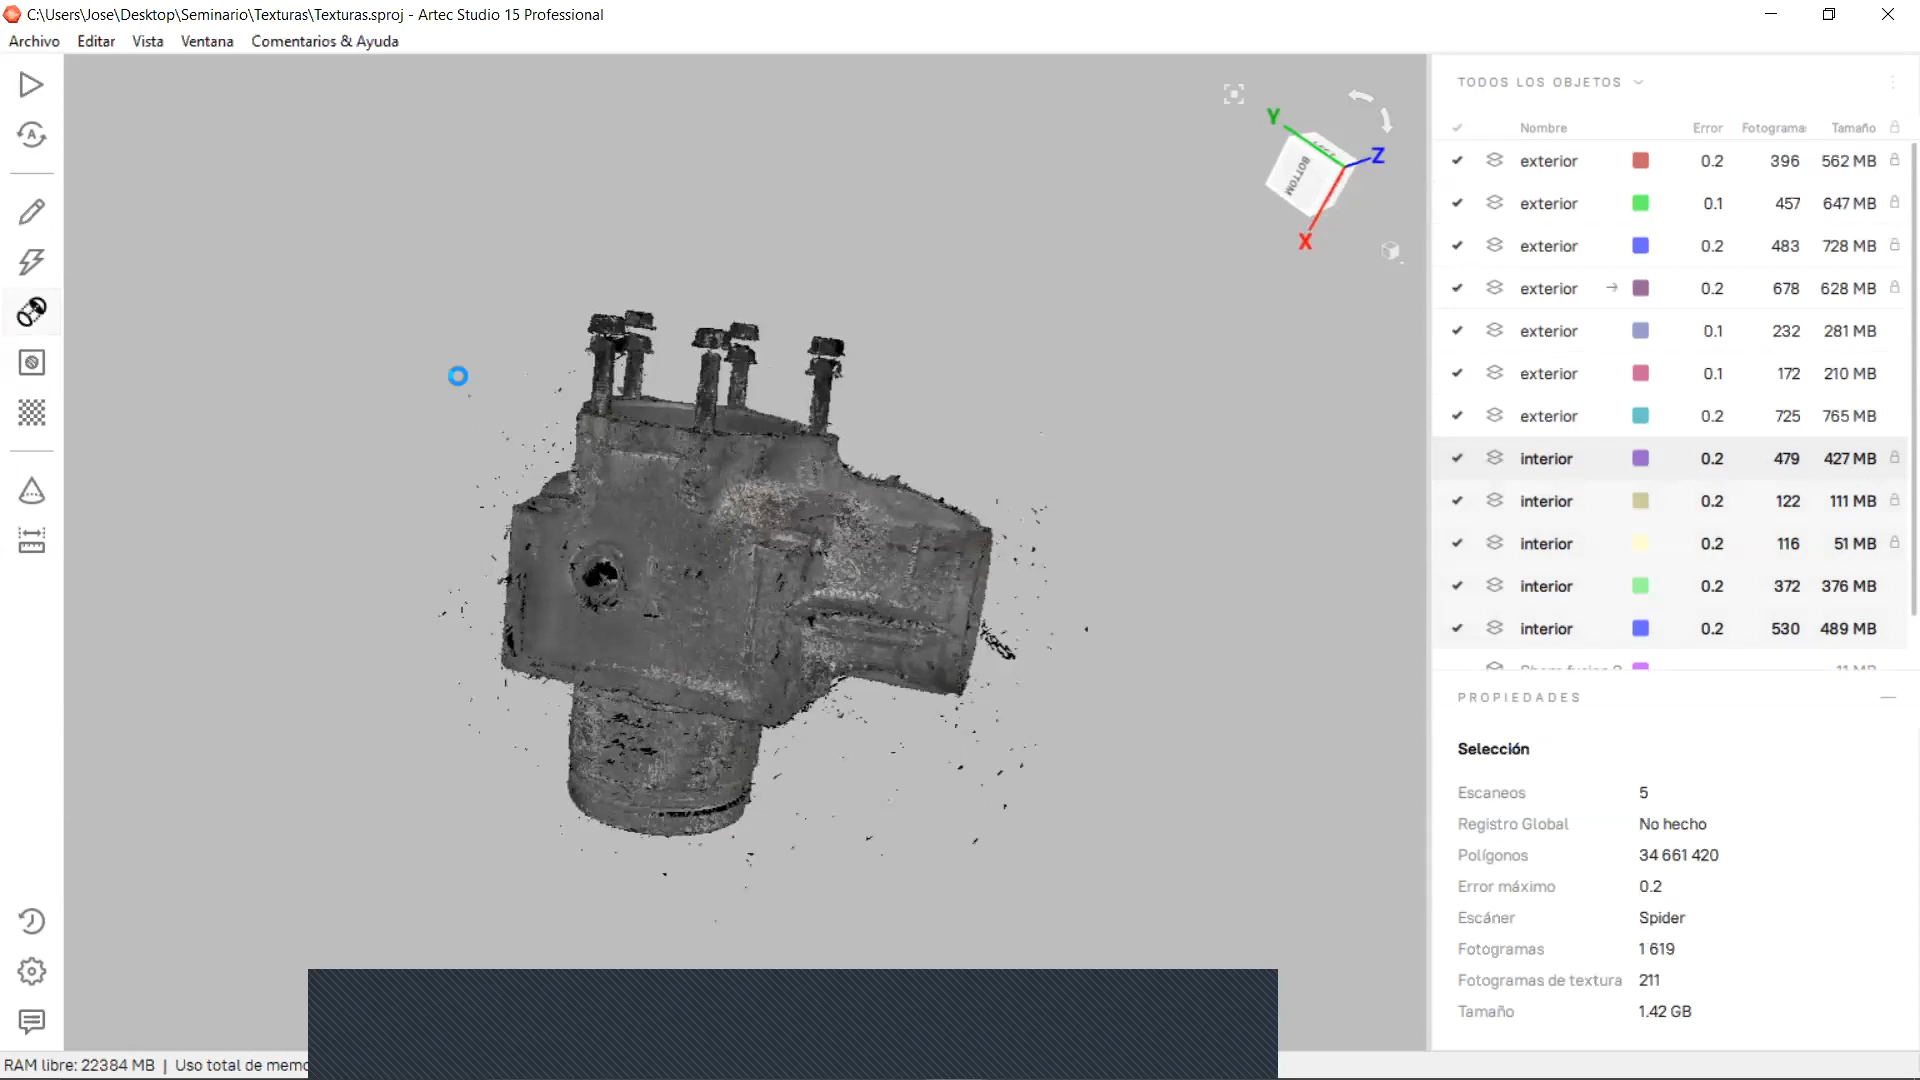 C:\Users\Jose\Desktop\Seminario\Texturas\Texturas.sproj - Artec Studio 15 Professional
Archivo Editar Vista Ventana Comentarios & Ayuda
TODOS LOS OBJETOS
Nombre Error Fotograma Tamaño
exterior 0.2 396 562 MB
exterior 0.1 457 647 MB
exterior 0.2 483 728 MB
exterior 0.2 678 628 MB
exterior 0.1 232 281 MB
exterior 0.1 172 210 MB
exterior 0.2 725 765 MB
interior 0.2 479 427 MB
interior 0.2 122 111 MB
interior 0.2 116 51 MB
interior 0.2 372 376 MB
interior 0.2 530 489 MB
Y
Z
BOTTOM
X
PROPIEDADES
Selección
Escaneos 5
Registro Global No hecho
Polígonos 34 661 420
Error máximo 0.2
Escáner Spider
Fotogramas 1 619
Fotogramas de textura 211
Tamaño 1.42 GB
RAM libre: 22384 MB | Uso total de memo